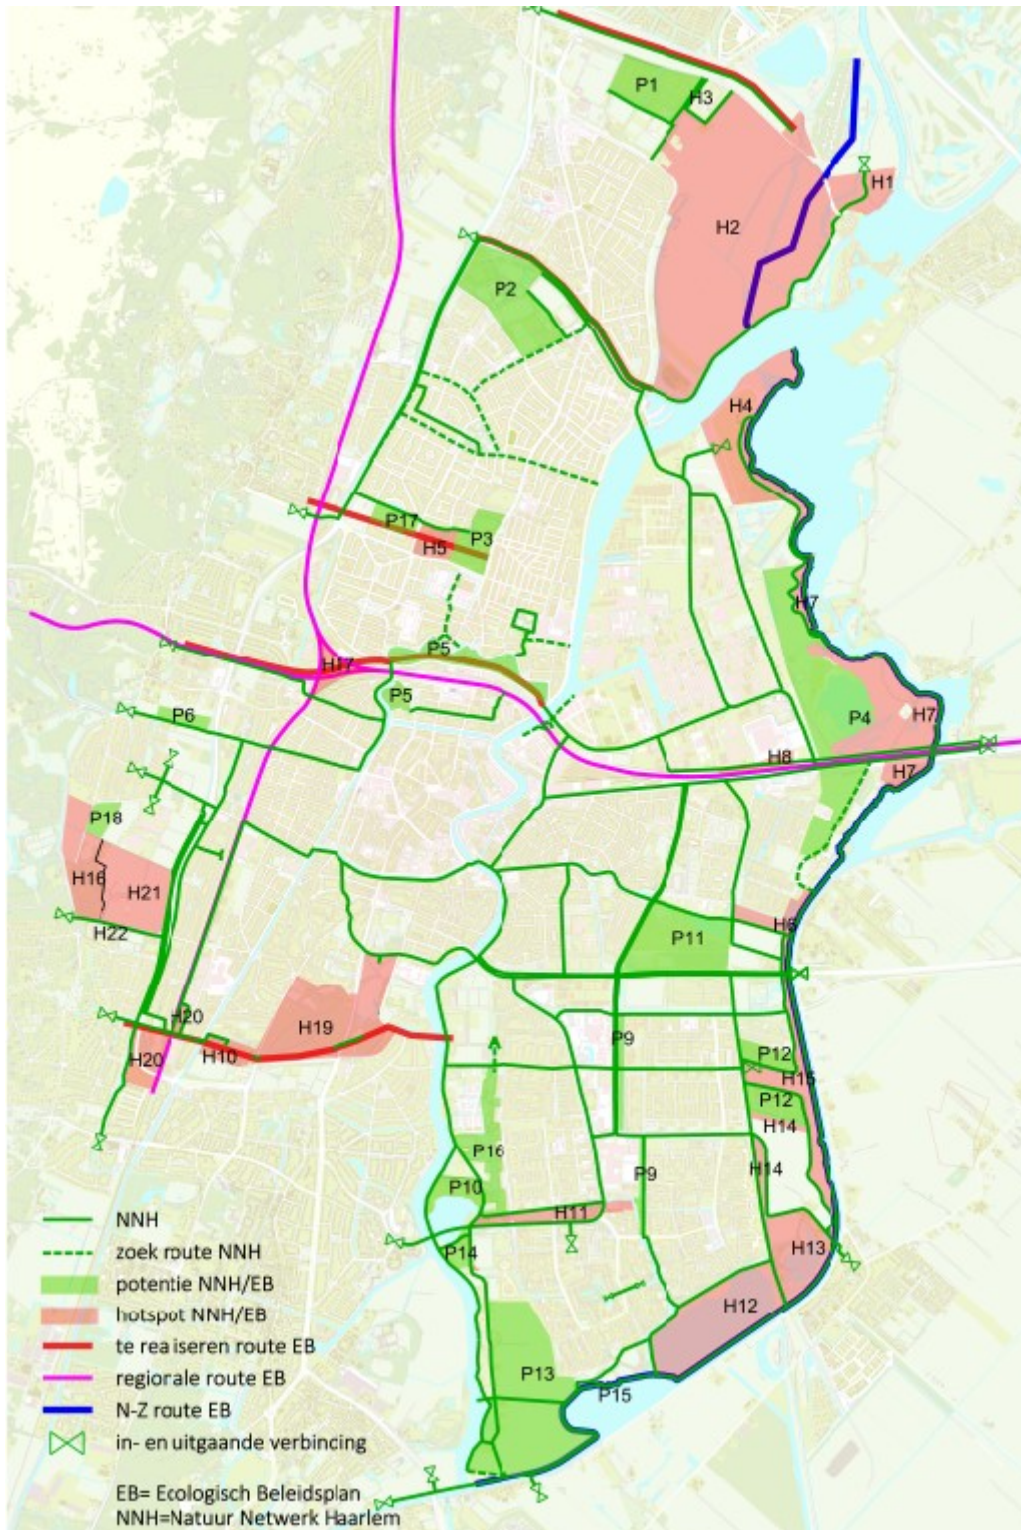 P1
H3
H1
H2
P2
H4
P17
H5
P3
H7
P5
H17
P5
P6
P4
H7
H8
H7
P18
H16
H21
H22
H6
P11
H20
H19
H10
H20
P9
P12
H15
P12
H14
P16
H14
P10
P9
H11
P14
H13
H12
P13
P15
NNH
zoek route NNH
potentie NNH/EB
hotspot NNH/EB
te realiseren route EB
regionale route EB
N-Z route EB
in- en uitgaande verbincing
EB= Ecologisch Beleidsplan
NNH=Natuur Netwerk Haarlem